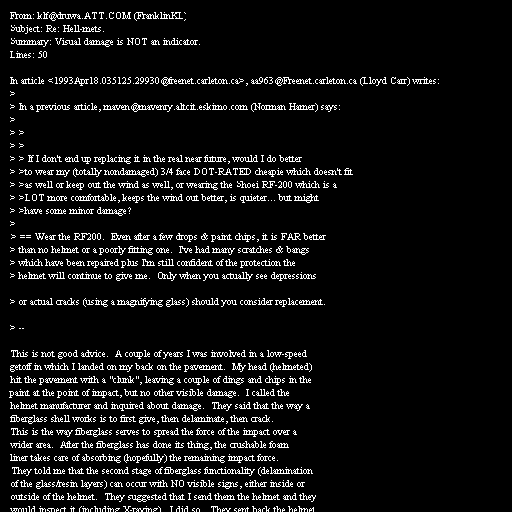 From: klf@druwa.ATT.COM (FranklinKL)
Subject: Re: Hell-mets.
Summary: Visual damage is NOT an indicator.
Lines: 50

In article <1993Apr18.035125.29930@freenet.carleton.ca>, aa963@Freenet.carleton.ca (Lloyd Carr) writes:
>
> In a previous article, maven@mavenry.altcit.eskimo.com (Norman Hamer) says:
>
> >
> >
> > If I don't end up replacing it in the real near future, would I do better
> >to wear my (totally nondamaged) 3/4 face DOT-RATED cheapie which doesn't fit
> >as well or keep out the wind as well, or wearing the Shoei RF-200 which is a
> >LOT more comfortable, keeps the wind out better, is quieter... but might
> >have some minor damage?
>
> == Wear the RF200.  Even after a few drops & paint chips, it is FAR better
> than no helmet or a poorly fitting one.  I've had many scratches & bangs
> which have been repaired plus I'm still confident of the protection the
> helmet will continue to give me.  Only when you actually see depressions

> or actual cracks (using a magnifying glass) should you consider replacement.

> --

This is not good advice.  A couple of years I was involved in a low-speed
getoff in which I landed on my back on the pavement.  My head (helmeted)
hit the pavement with a "clunk", leaving a couple of dings and chips in the
paint at the point of impact, but no other visible damage.  I called the
helmet manufacturer and inquired about damage.  They said that the way a
fiberglass shell works is to first give, then delaminate, then crack.
This is the way fiberglass serves to spread the force of the impact over a
wider area.  After the fiberglass has done its thing, the crushable foam
liner takes care of absorbing (hopefully) the remaining impact force.
They told me that the second stage of fiberglass functionality (delamination
of the glass/resin layers) can occur with NO visible signs, either inside or
outside of the helmet.  They suggested that I send them the helmet and they
would inspect it (including X-raying).  I did so.  They sent back the helmet